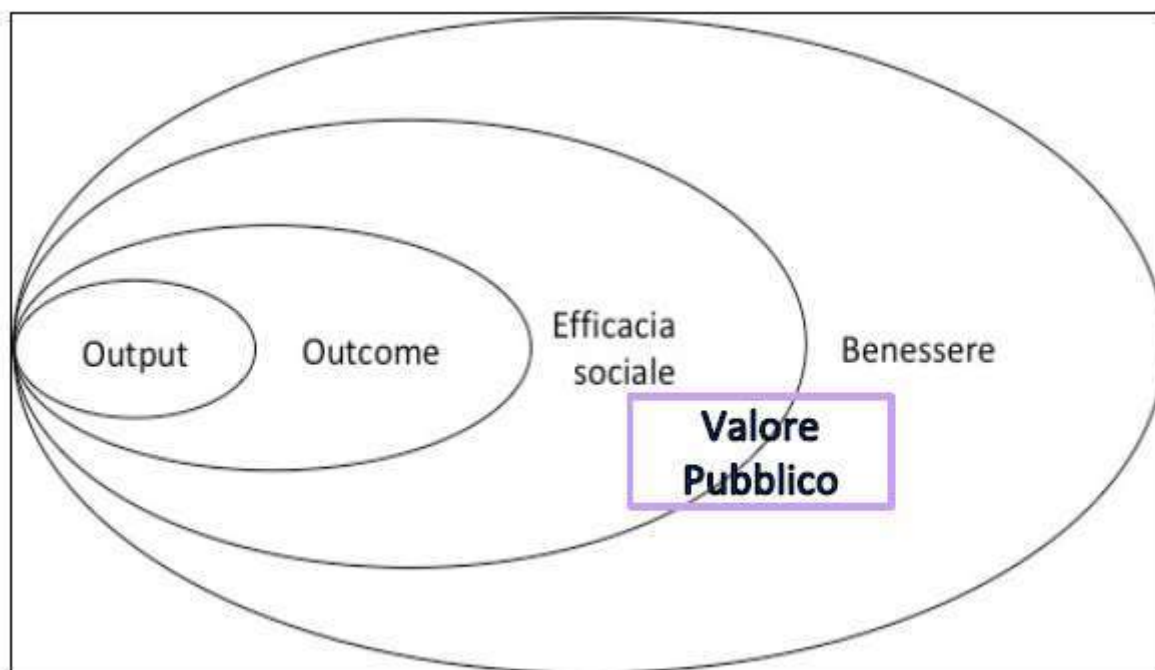 Output
Outcome
Efficacia
sociale
Benessere
Valore
Pubblico